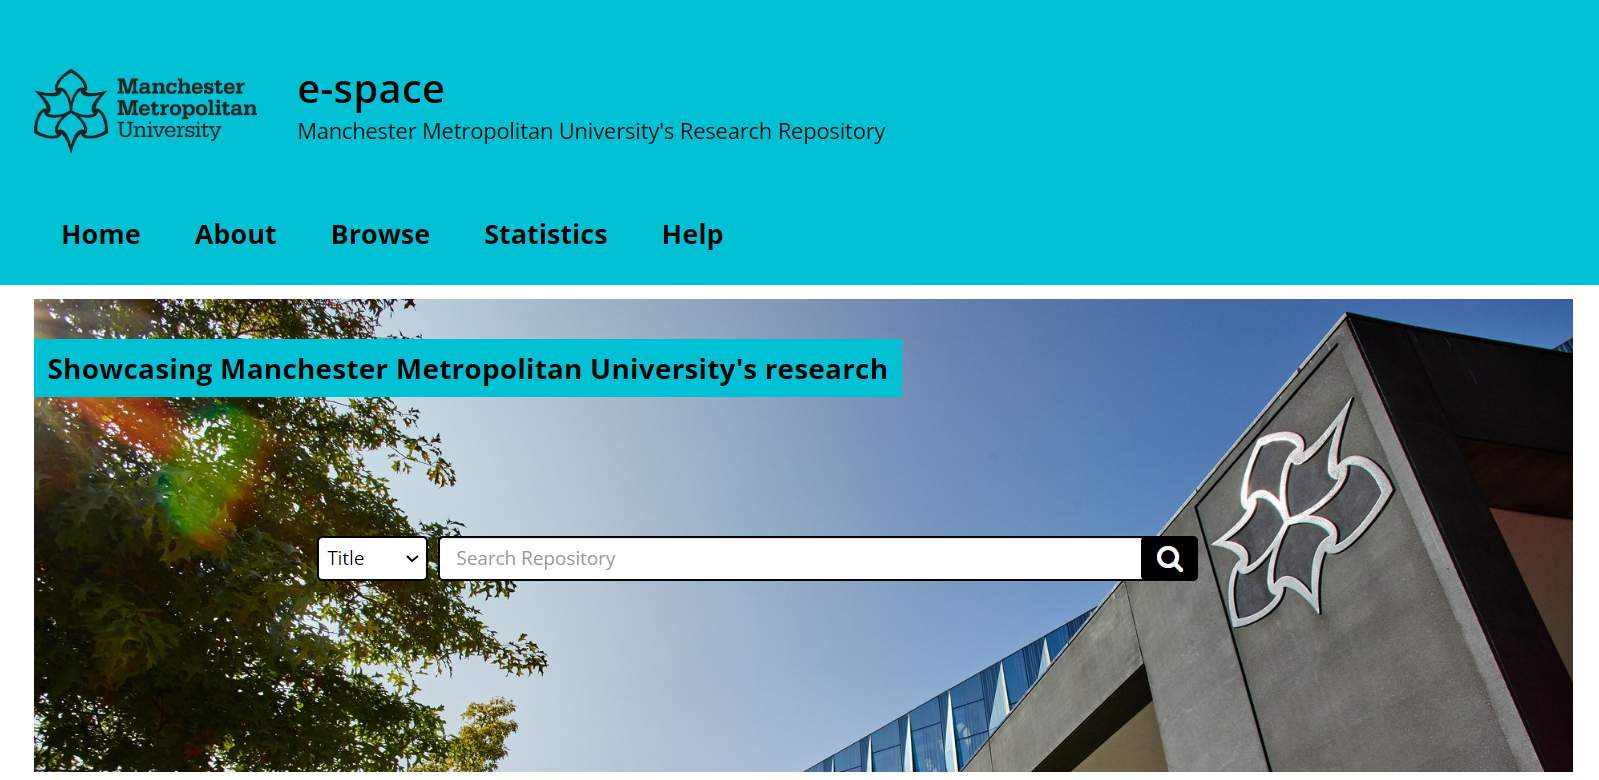 Manchester
Metropolitan
University
e-space
Manchester Metropolitan University's Research Repository
Home About Browse Statistics Help
Showcasing Manchester Metropolitan University's research
Title Search Repository